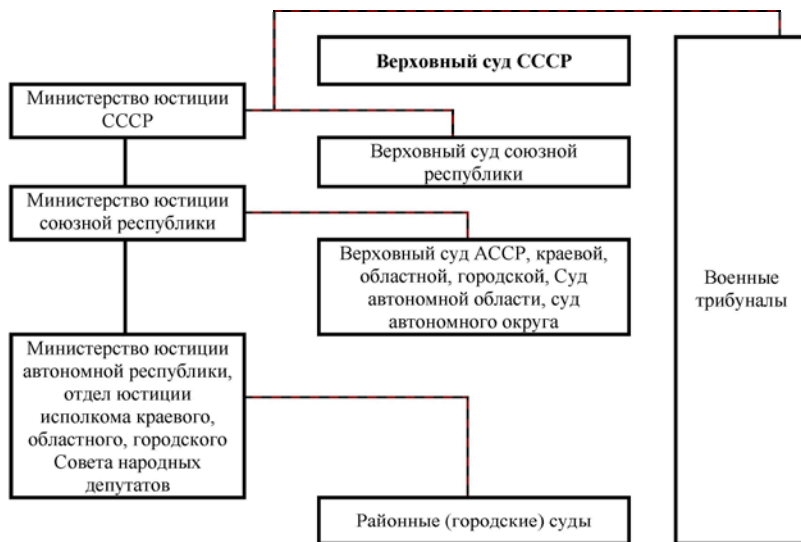 Верховный суд СССР
Министерство юстиции
СССР
Верховный суд союзной
республики
Министерство юстиции
союзной республики
Верховный суд АССР, краевой,
областной, городской, Суд
автономной области, суд
автономного округа
Военные
трибуналы
Министерство юстиции
автономной республики,
отдел юстиции
исполкома краевого,
областного, городского
Совета народных
депутатов
Районные (городские) суды